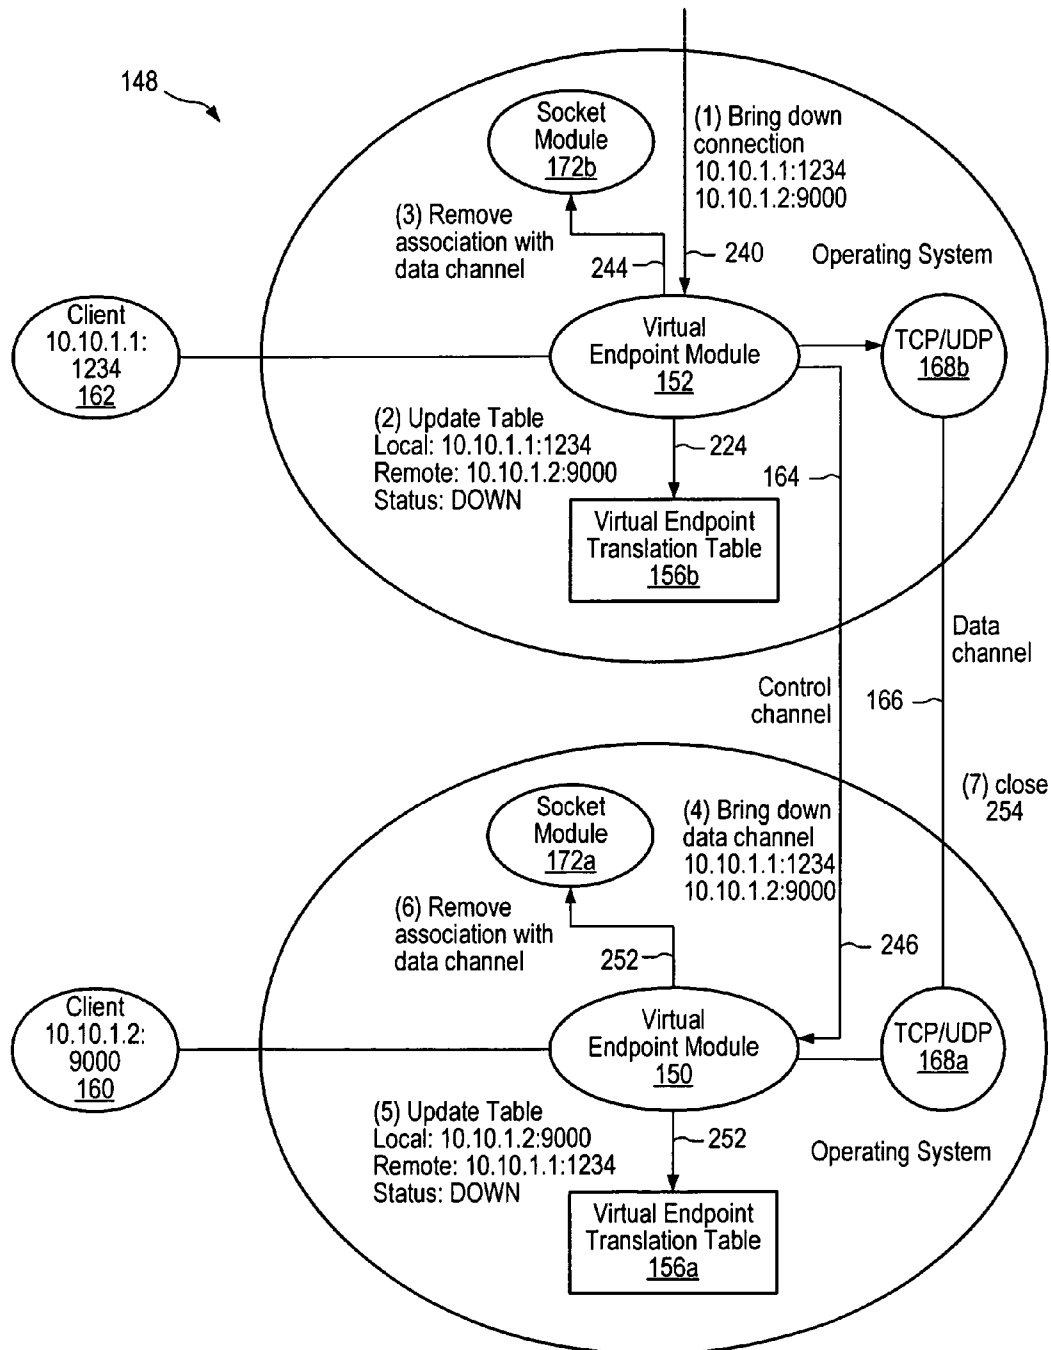 148
Socket
Module
172b
(1) Bring down
connection
10.10.1.1:1234
10.10.1.2:9000
(3) Remove
association with
data channel
244
240
Operating System
Client
10.10.1.1:
1234
162
Virtual
Endpoint Module
152
TCP/UDP
168b
(2) Update Table
Local: 10.10.1.1:1234
Remote: 10.10.1.2:9000
Status: DOWN
224
164
Virtual Endpoint
Translation Table
156b
Data
channel
Control
channel
166
(7) close
254
Socket
Module
172a
(4) Bring down
data channel
10.10.1.1:1234
10.10.1.2:9000
(6) Remove
association with
data channel
252
246
Client
10.10.1.2:
9000
160
Virtual
Endpoint Module
150
TCP/UDP
168a
(5) Update Table
Local: 10.10.1.2:9000
Remote: 10.10.1.1:1234
Status: DOWN
252
Operating System
Virtual Endpoint
Translation Table
156a